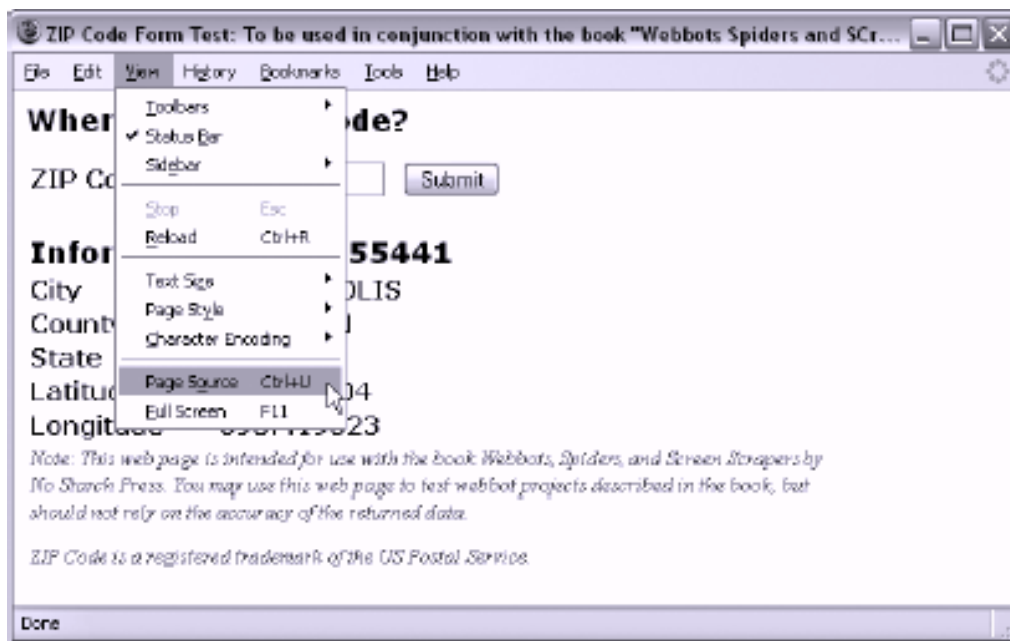 ZIP Code Form Test: To be used in conjunction with the book "Webbots Spiders and SCr...
File Edit View History Bookmarks Tools Help
Wher de?
ZIP Co Submit
Toolbars
Status Bar
Sidebar
Stop Esc
Reload Ctrl+R
Text Size
Page Style
Character Encoding
Page Source Ctrl+U
Full Screen F11
Infor 55441
City OLIS
County
State
Latitud 04
Longitude
Note: This web page is intended for use with the book Webbots, Spiders, and Screen Scrapers by
No Starch Press. You may use this web page to test webbot projects described in the book, but
should not rely on the accuracy of the returned data.
ZIP Code is a registered trademark of the US Postal Service.
Done